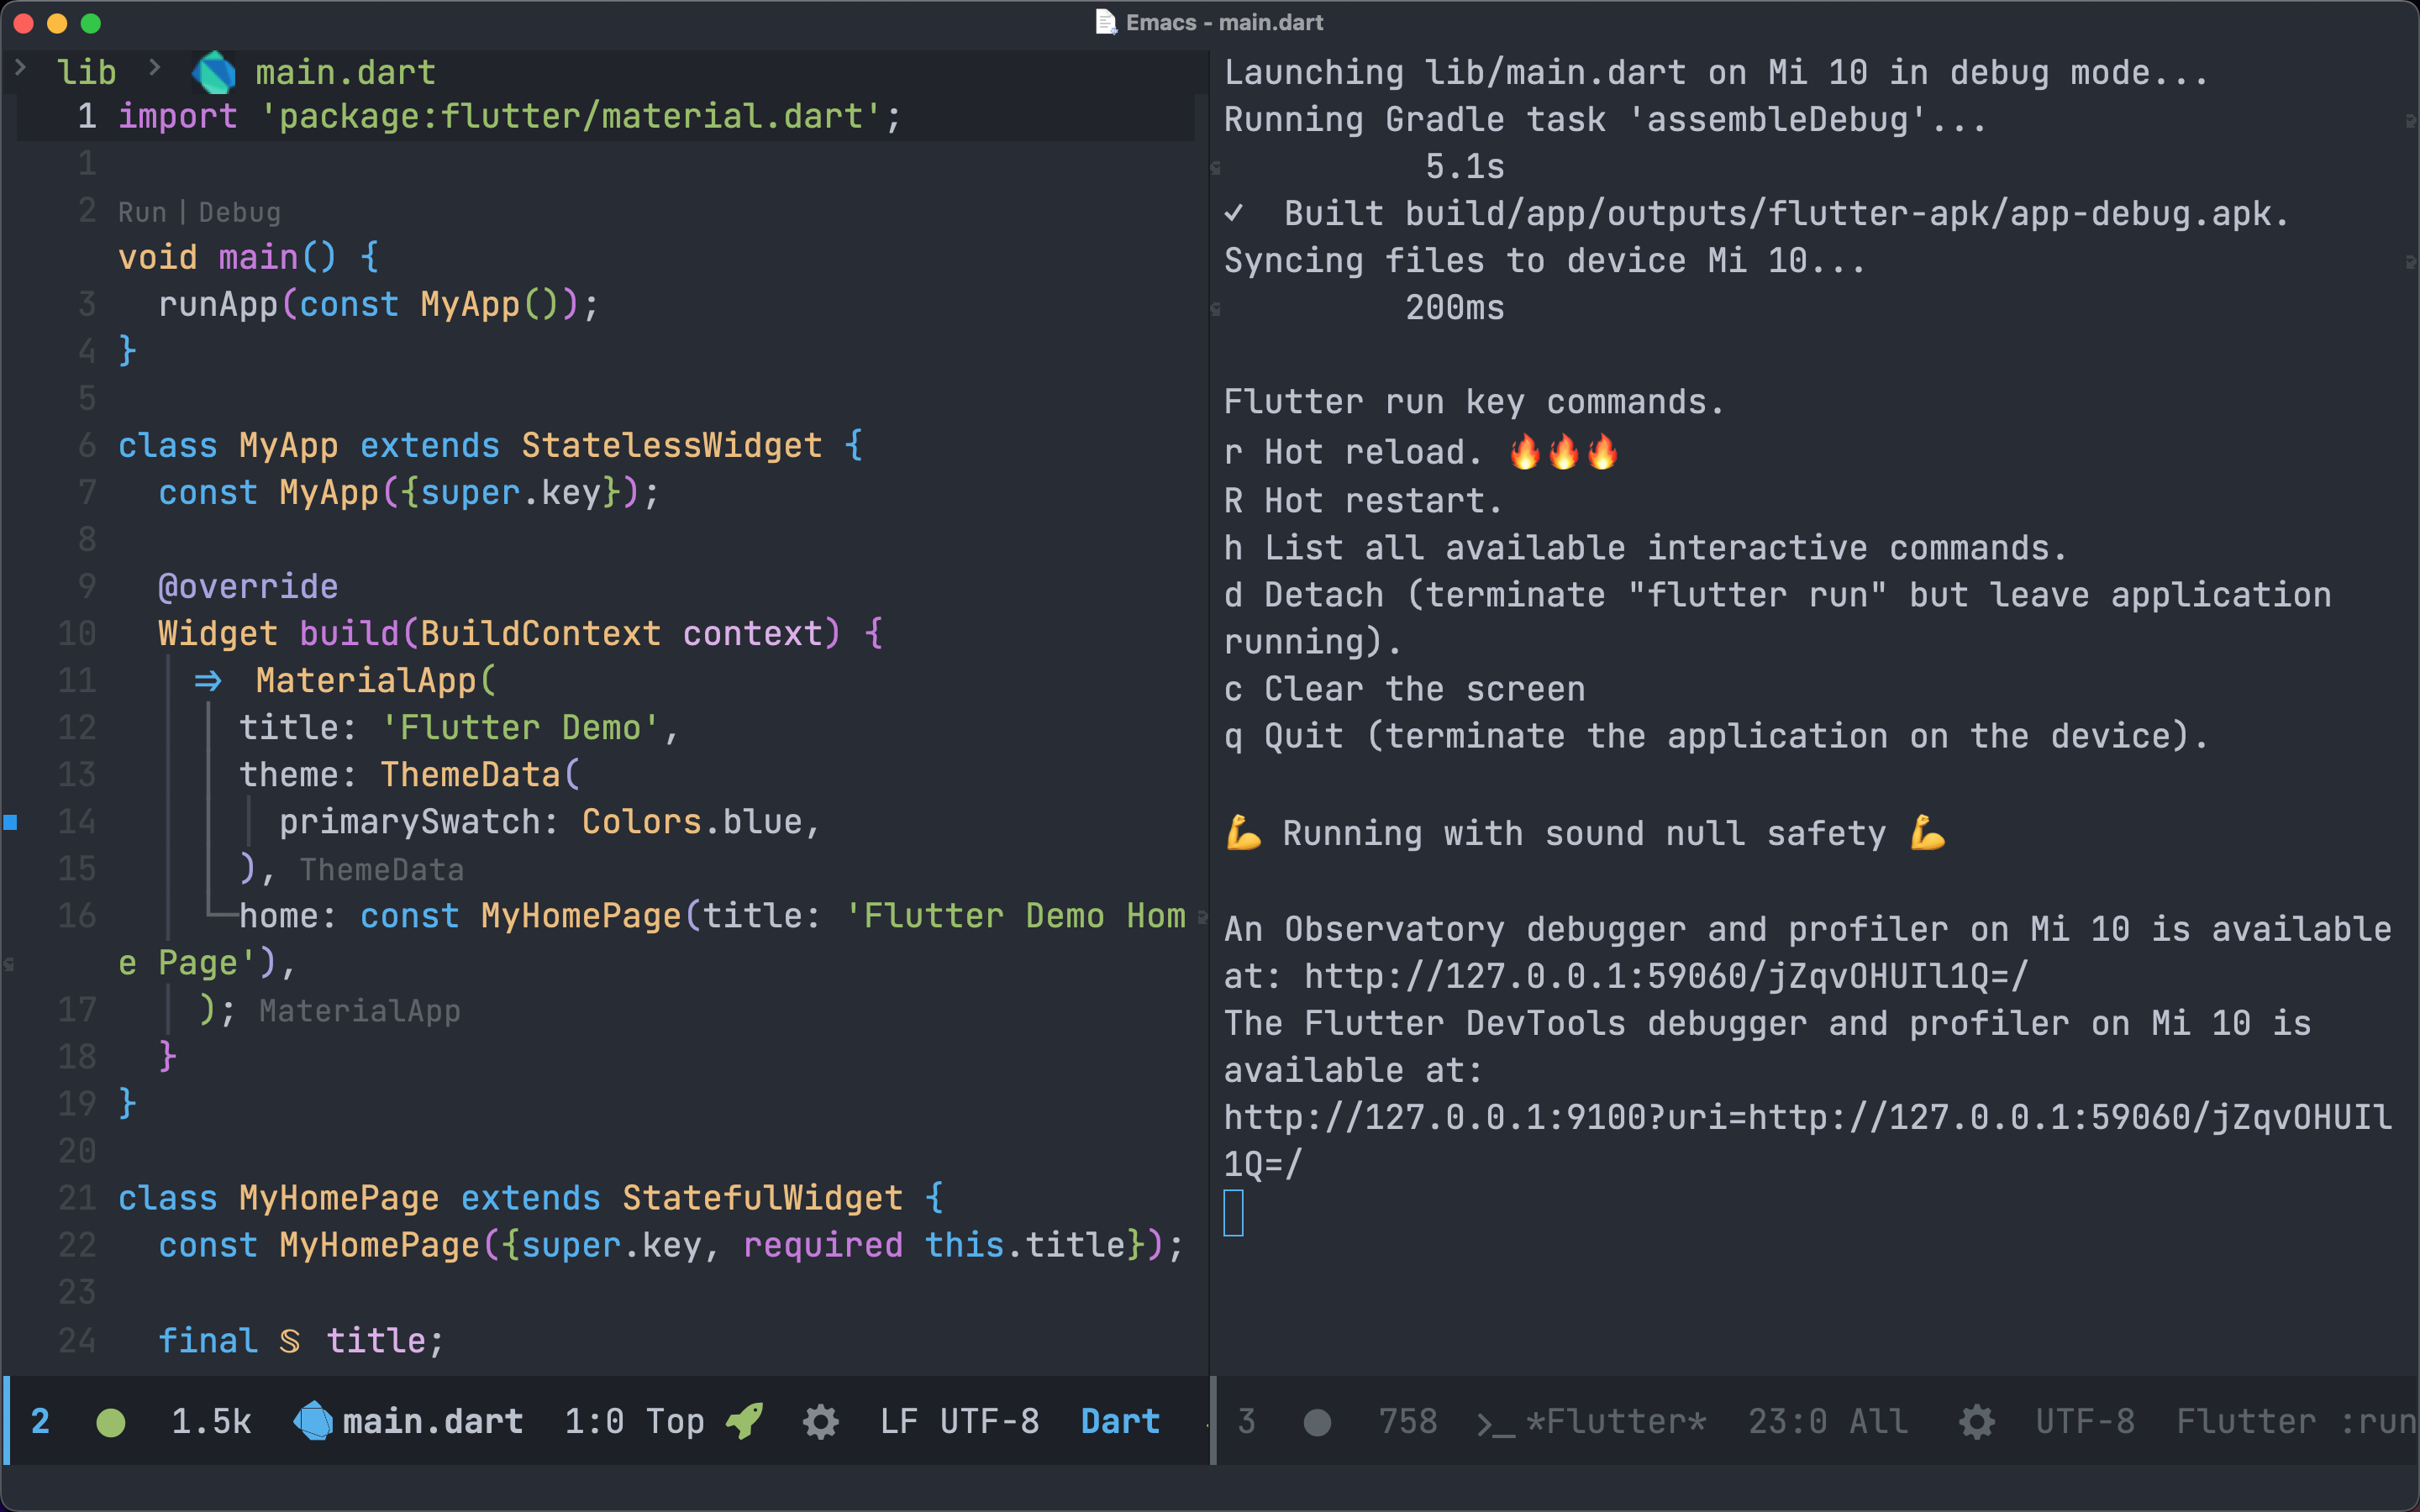 Emacs - main.dart
lib main.dart
1 import 'package:flutter/material.dart';
1
2 Run | Debug
void main() {
3 runApp(const MyApp());
4 }
5
6 class MyApp extends StatelessWidget {
7 const MyApp({super.key});
8
9 @override
10 Widget build(BuildContext context) {
11 ⇒ MaterialApp(
12 title: 'Flutter Demo',
13 theme: ThemeData(
14 primarySwatch: Colors.blue,
15 ), ThemeData
16 home: const MyHomePage(title: 'Flutter Demo Hom
e Page'),
17 ); MaterialApp
18 }
19 }
20
21 class MyHomePage extends StatefulWidget {
22 const MyHomePage({super.key, required this.title});
23
24 final 𝕊 title;
2 1.5k main.dart 1:0 Top LF UTF-8 Dart
Launching lib/main.dart on Mi 10 in debug mode...
Running Gradle task 'assembleDebug'...
5.1s
✓ Built build/app/outputs/flutter-apk/app-debug.apk.
Syncing files to device Mi 10...
200ms
Flutter run key commands.
r Hot reload. 🔥🔥🔥
R Hot restart.
h List all available interactive commands.
d Detach (terminate "flutter run" but leave application
running).
c Clear the screen
q Quit (terminate the application on the device).
💪 Running with sound null safety 💪
An Observatory debugger and profiler on Mi 10 is available
at: http://127.0.0.1:59060/jZqvOHUIl1Q=/
The Flutter DevTools debugger and profiler on Mi 10 is
available at:
http://127.0.0.1:9100?uri=http://127.0.0.1:59060/jZqvOHUIl
1Q=/
3 758 >_ *Flutter* 23:0 All UTF-8 Flutter :run